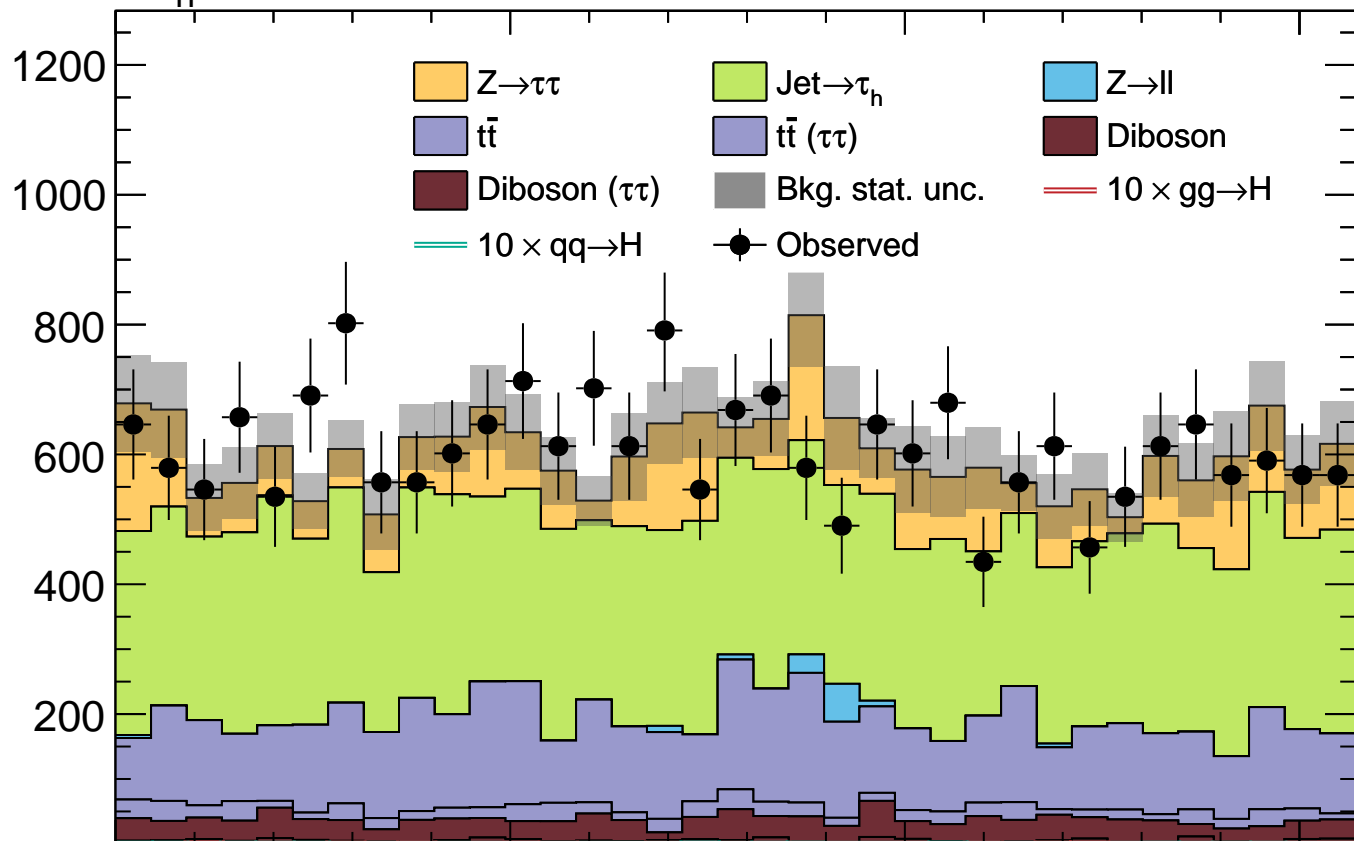 1200
Z→ττ Jet→τh Z→ll
tt̄ tt̄ (ττ) Diboson
1000 Diboson (ττ) Bkg. stat. unc. 10 × gg→H
10 × qq→H Observed
800
600
400
200